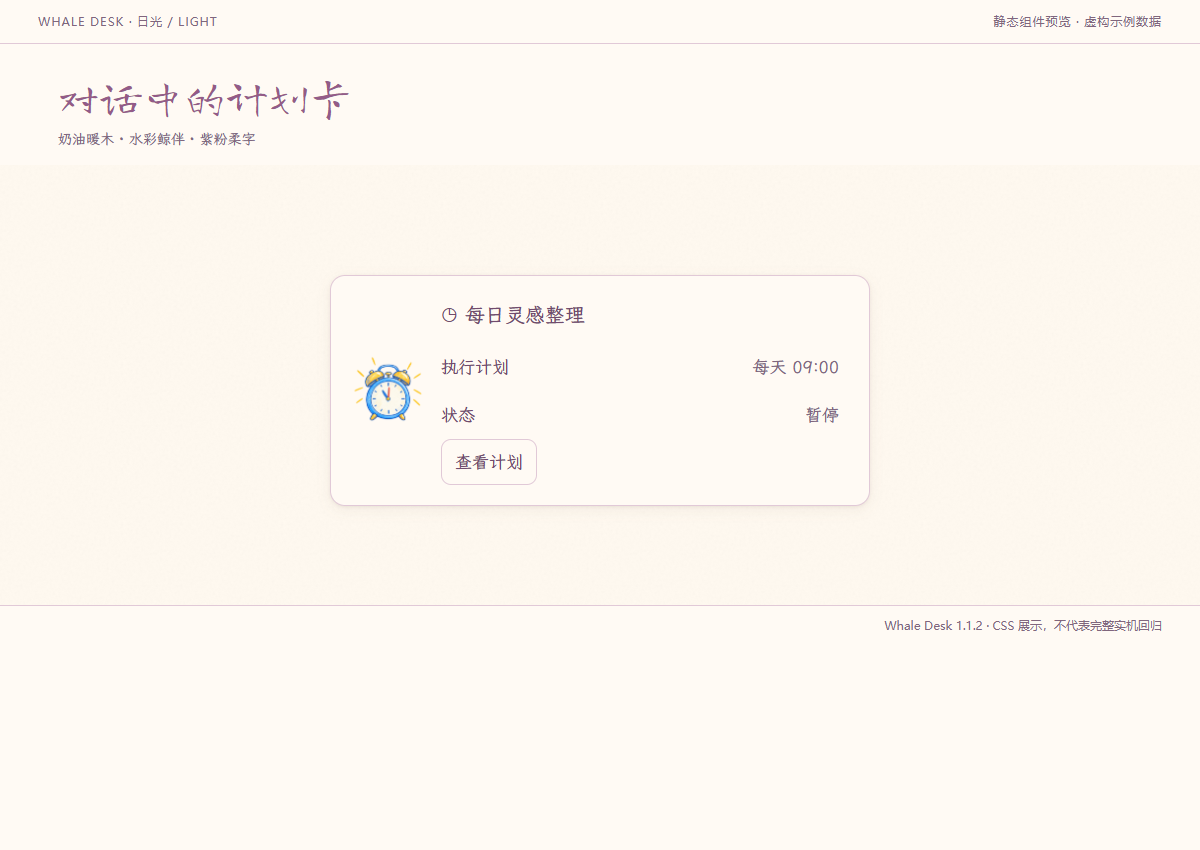 WHALE DESK · 日光 / LIGHT
静态组件预览 · 虚构示例数据
对话中的计划卡
奶油暖木 · 水彩鲸伴 · 紫粉柔字
每日灵感整理
执行计划 每天 09:00
状态 暂停
查看计划
Whale Desk 1.1.2 · CSS 展示，不代表完整实机回归